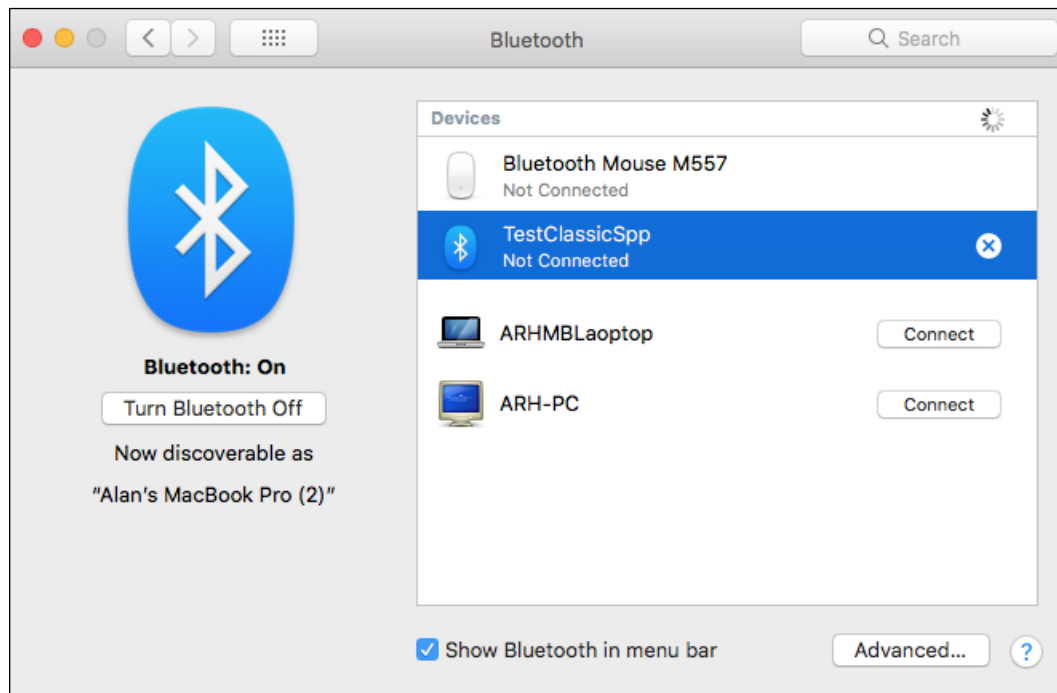 Bluetooth
Search
Devices
Bluetooth Mouse M557
Not Connected
TestClassicSpp
Not Connected
ARHMBLaoptop
Connect
ARH-PC
Connect
Bluetooth: On
Turn Bluetooth Off
Now discoverable as
“Alan’s MacBook Pro (2)”
Show Bluetooth in menu bar
Advanced...
?